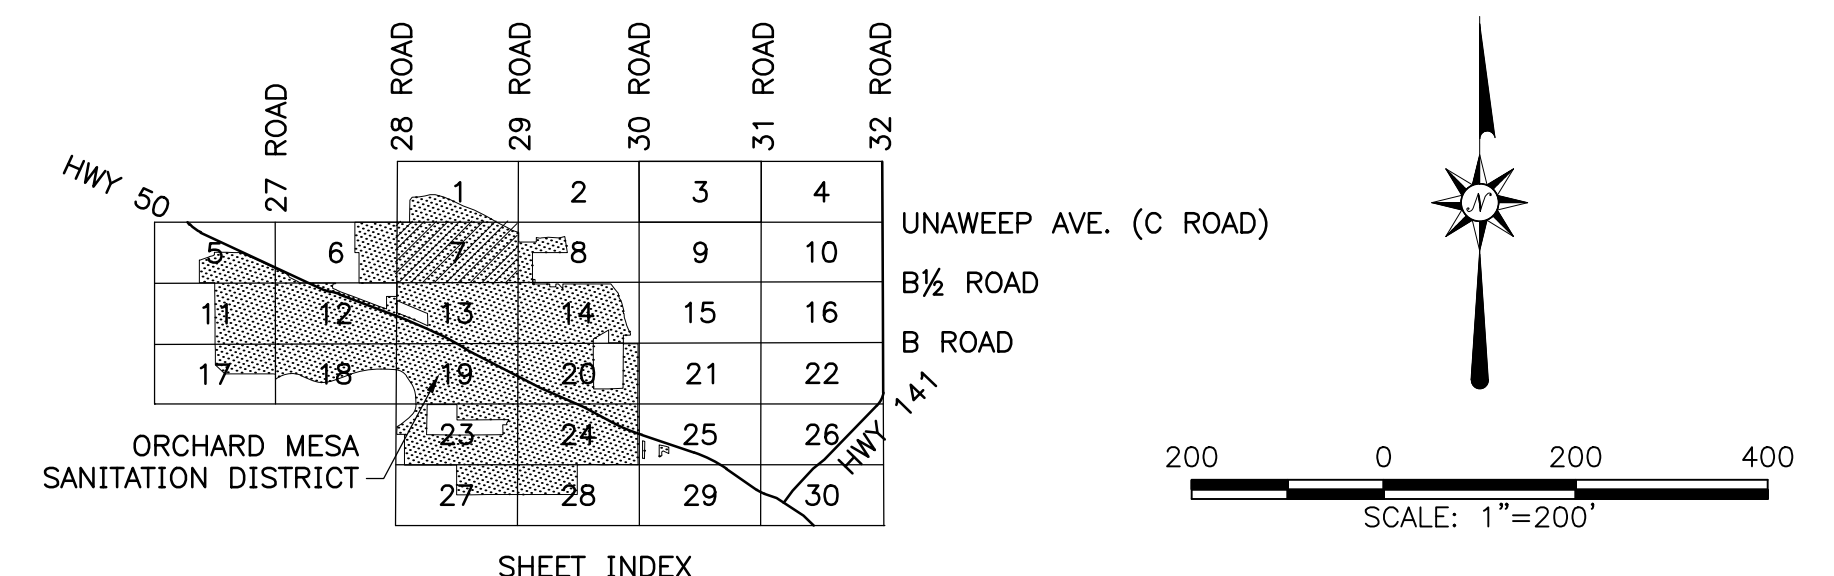 28 ROAD
29 ROAD
30 ROAD
31 ROAD
32 ROAD
27 ROAD
HWY 50
1 2 3 4
UNAWEEP AVE. (C ROAD)
5 6 7 8 9 10
B½ ROAD
11 12 13 14 15 16
B ROAD
17 18 19 20 21 22
HWY 141
23 24 25 26
ORCHARD MESA
SANITATION DISTRICT
27 28 29 30
SHEET INDEX
N
200 0 200 400
SCALE: 1"=200'